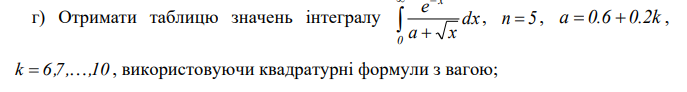 г) Отримати таблицю значень інтегралу ∫₀ e⁻ˣ/(a + √x) dx, n = 5, a = 0.6 + 0.2k,
k = 6,7,…,10, використовуючи квадратурні формули з вагою;